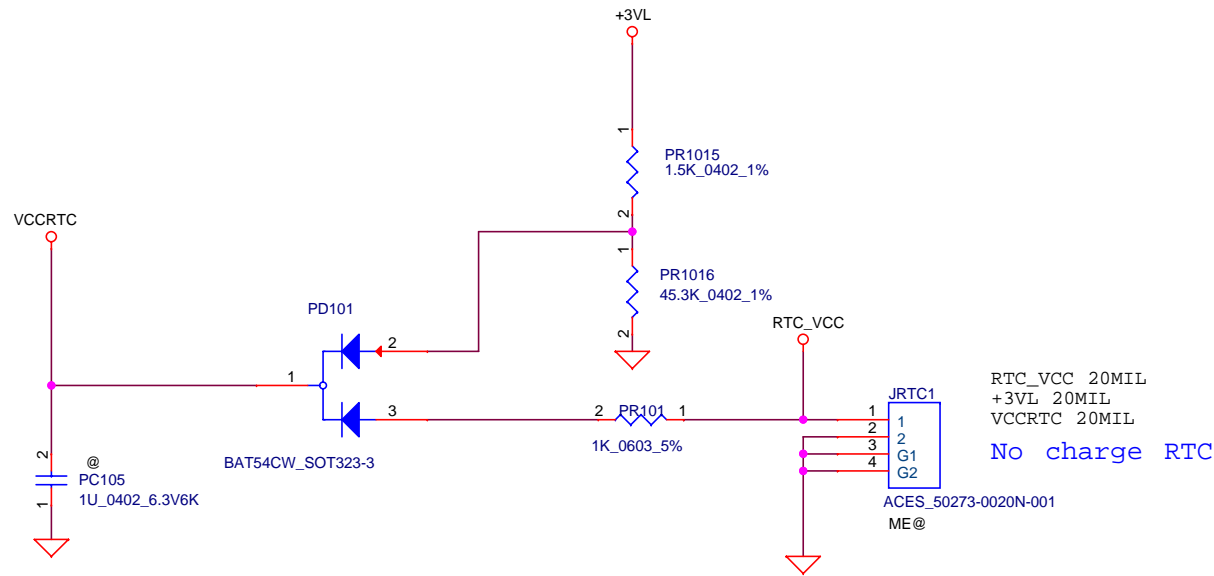 +3VL
1
PR1015
1.5K_0402_1%
2
VCCRTC
1
PR1016
45.3K_0402_1%
2
PD101
2
RTC_VCC
1
3
2
PR101
1
1K_0603_5%
BAT54CW_SOT323-3
JRTC1
1
1
2
2
3
G1
4
G2
ACES_50273-0020N-001
ME@
RTC_VCC 20MIL
+3VL 20MIL
VCCRTC 20MIL
No charge RTC
2
@
PC105
1U_0402_6.3V6K
1